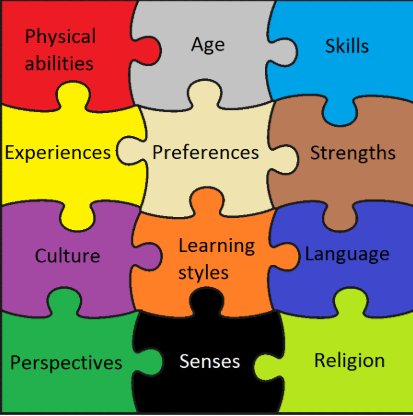 Physical
abilities
Age
Skills
Experiences
Preferences
Strengths
Culture
Learning
styles
Language
Perspectives
Senses
Religion